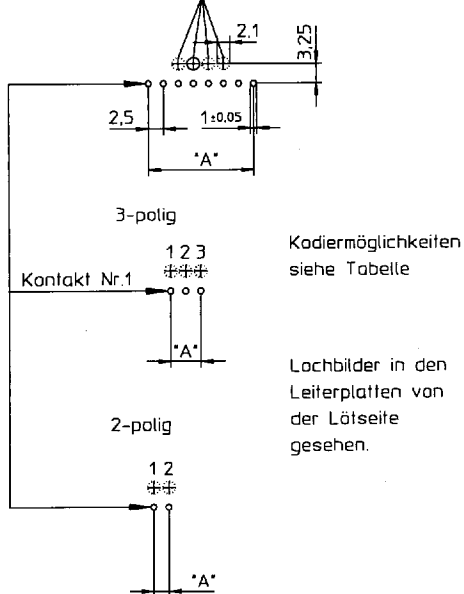 2,1
3,25
2,5
1±0,05
"A"
3-polig
1 2 3
Kontakt Nr.1
"A"
Kodiermöglichkeiten
siehe Tabelle
Lochbilder in den
Leiterplatten von
der Lötseite
gesehen.
2-polig
1 2
"A"